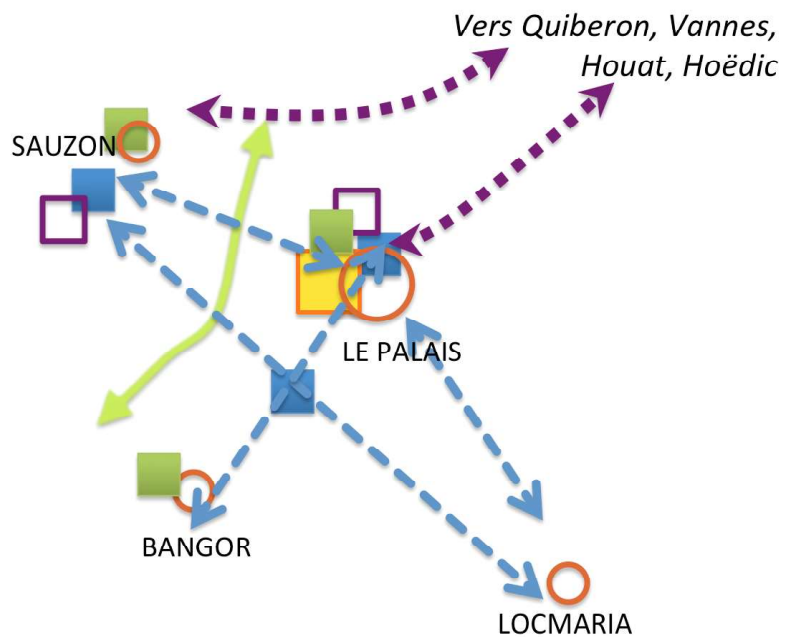 Vers Quiberon, Vannes,
Houat, Hoëdic
SAUZON
LE PALAIS
BANGOR
LOCMARIA